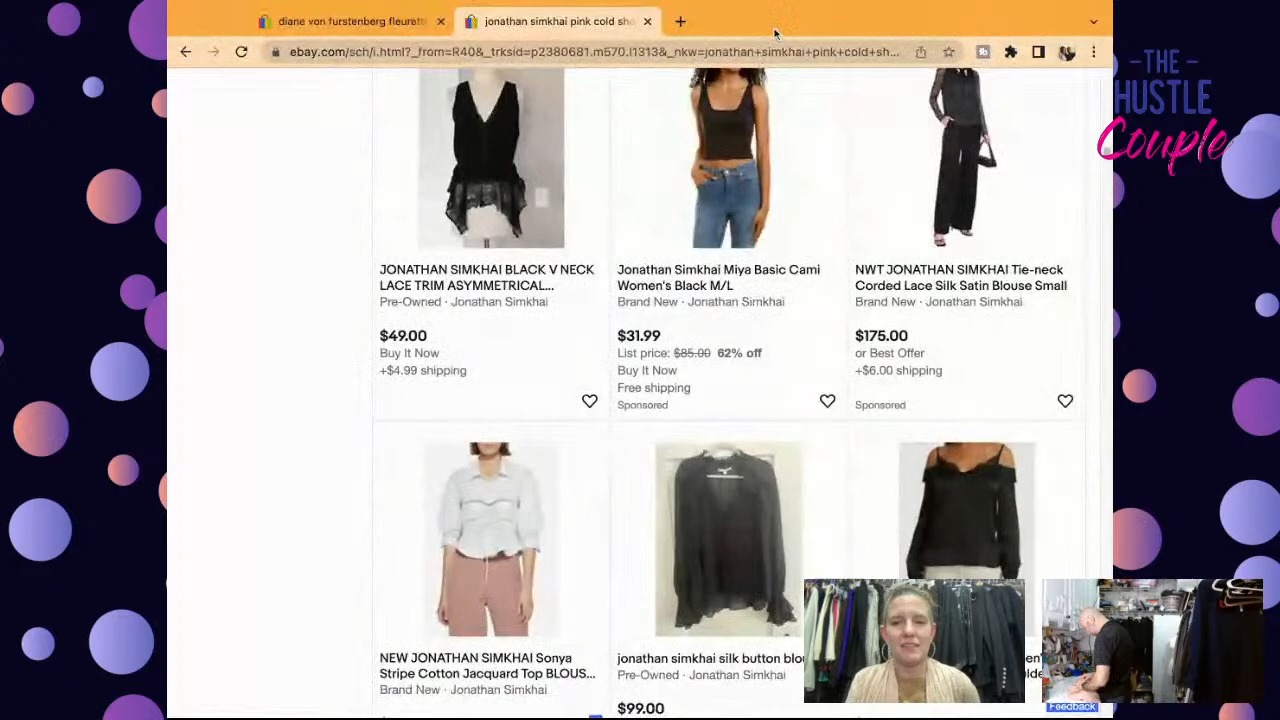 diane von furstenberg fleurett
jonathan simkhai pink cold sho
ebay.com/sch/i.html?_from=R40&_trksid=p2380681.m570.l1313&_nkw=jonathan+simkhai+pink+cold+sh...
THE
HUSTLE
Couple
JONATHAN SIMKHAI BLACK V NECK
LACE TRIM ASYMMETRICAL...
Pre-Owned · Jonathan Simkhai
$49.00
Buy It Now
+$4.99 shipping
Jonathan Simkhai Miya Basic Cami
Women's Black M/L
Brand New · Jonathan Simkhai
$31.99
List price: $85.00 62% off
Buy It Now
Free shipping
Sponsored
NWT JONATHAN SIMKHAI Tie-neck
Corded Lace Silk Satin Blouse Small
Brand New · Jonathan Simkhai
$175.00
or Best Offer
+$6.00 shipping
Sponsored
NEW JONATHAN SIMKHAI Sonya
Stripe Cotton Jacquard Top BLOUS...
Brand New · Jonathan Simkhai
jonathan simkhai silk button blou
Pre-Owned · Jonathan Simkhai
$99.00
Feedback